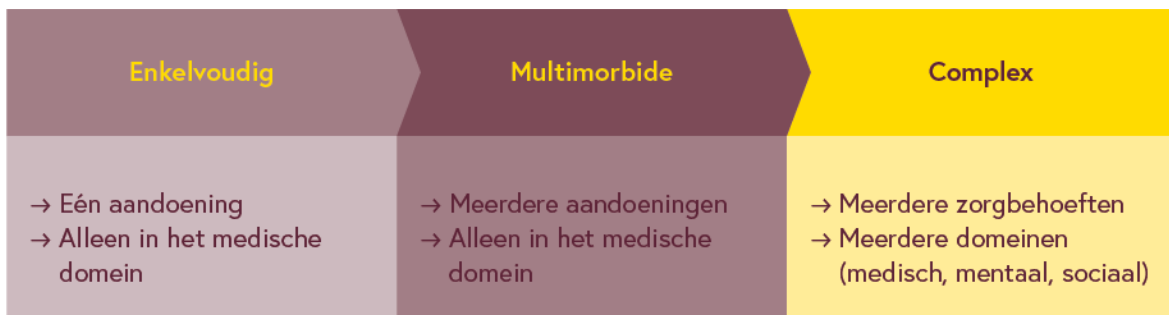 Enkelvoudig
Multimorbide
Complex
→ Eén aandoening
→ Alleen in het medische
domein
→ Meerdere aandoeningen
→ Alleen in het medische
domein
→ Meerdere zorgbehoeften
→ Meerdere domeinen
(medisch, mentaal, sociaal)